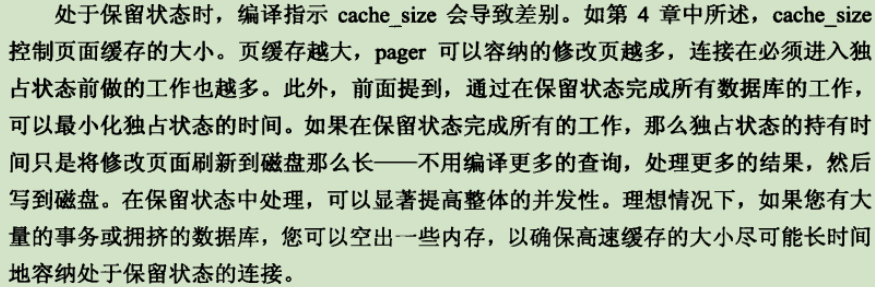 处于保留状态时，编译指示 cache_size 会导致差别。如第 4 章中所述，cache_size
控制页面缓存的大小。页缓存越大，pager 可以容纳的修改页越多，连接在必须进入独
占状态前做的工作也越多。此外，前面提到，通过在保留状态完成所有数据库的工作，
可以最小化独占状态的时间。如果在保留状态完成所有的工作，那么独占状态的持有时
间只是将修改页面刷新到磁盘那么长——不用编译更多的查询，处理更多的结果，然后
写到磁盘。在保留状态中处理，可以显著提高整体的并发性。理想情况下，如果您有大
量的事务或拥挤的数据库，您可以空出一些内存，以确保高速缓存的大小尽可能长时间
地容纳处于保留状态的连接。